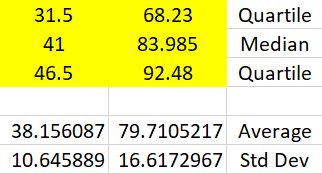 31.5 68.23 Quartile
41 83.985 Median
46.5 92.48 Quartile
38.156087 79.7105217 Average
10.645889 16.6172967 Std Dev